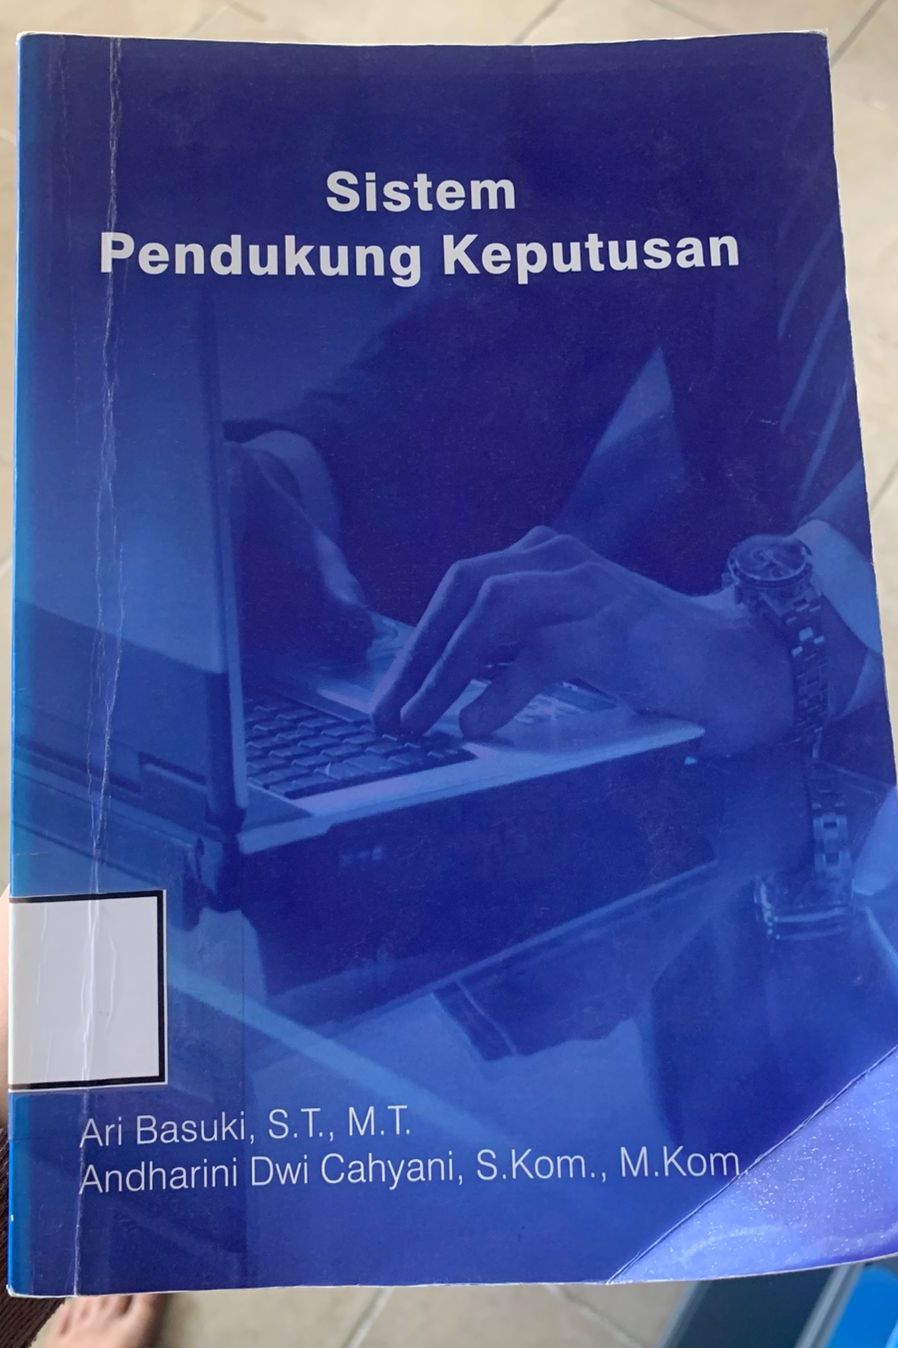 Sistem
Pendukung Keputusan
Ari Basuki, S.T., M.T.
Andharini Dwi Cahyani, S.Kom., M.Kom.